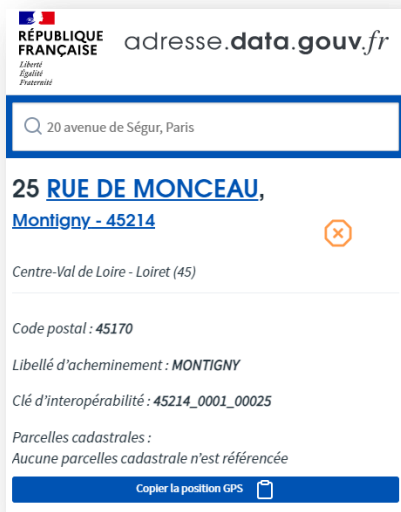 RÉPUBLIQUE
FRANÇAISE
Liberté
Égalité
Fraternité
adresse.data.gouv.fr
20 avenue de Ségur, Paris
25 RUE DE MONCEAU,
Montigny - 45214
Centre-Val de Loire - Loiret (45)
Code postal : 45170
Libellé d'acheminement : MONTIGNY
Clé d'interopérabilité : 45214_0001_00025
Parcelles cadastrales :
Aucune parcelles cadastrale n'est référencée
Copier la position GPS